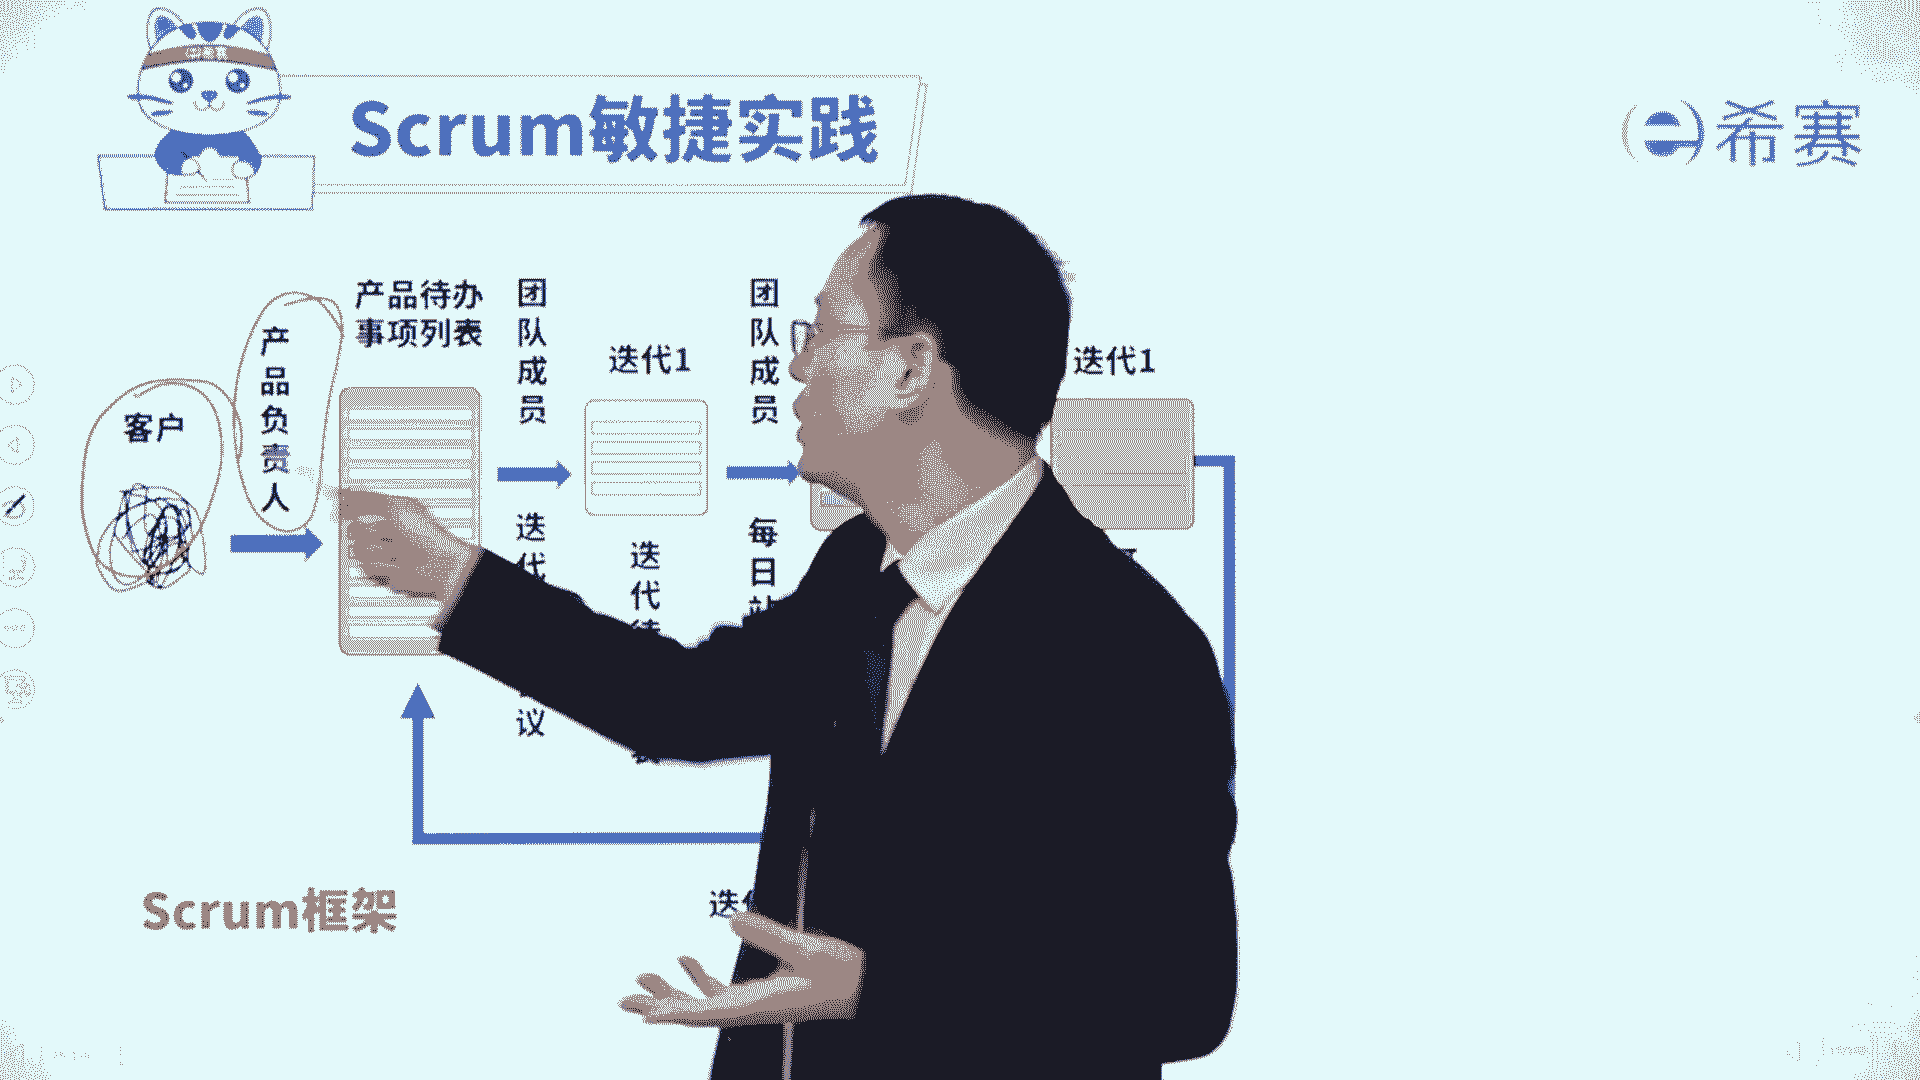 Scrum敏捷实践
希赛
客户
产品负责人
产品待办
事项列表
团队成员
迭代
议
迭代1
迭代
团队成员
每日
迭代1
Scrum框架
迭